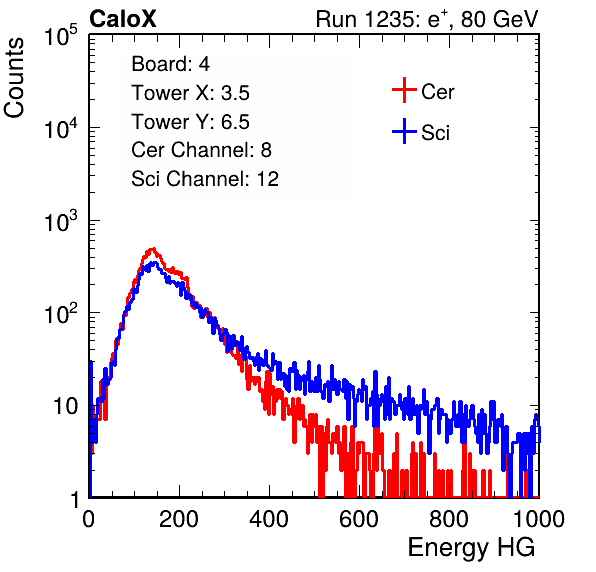 CaloX Run 1235: e⁺, 80 GeV
Counts
Board: 4
Tower X: 3.5
Tower Y: 6.5
Cer Channel: 8
Sci Channel: 12
Cer
Sci
10⁵
10⁴
10³
10²
10
1
0 200 400 600 800 1000
Energy HG